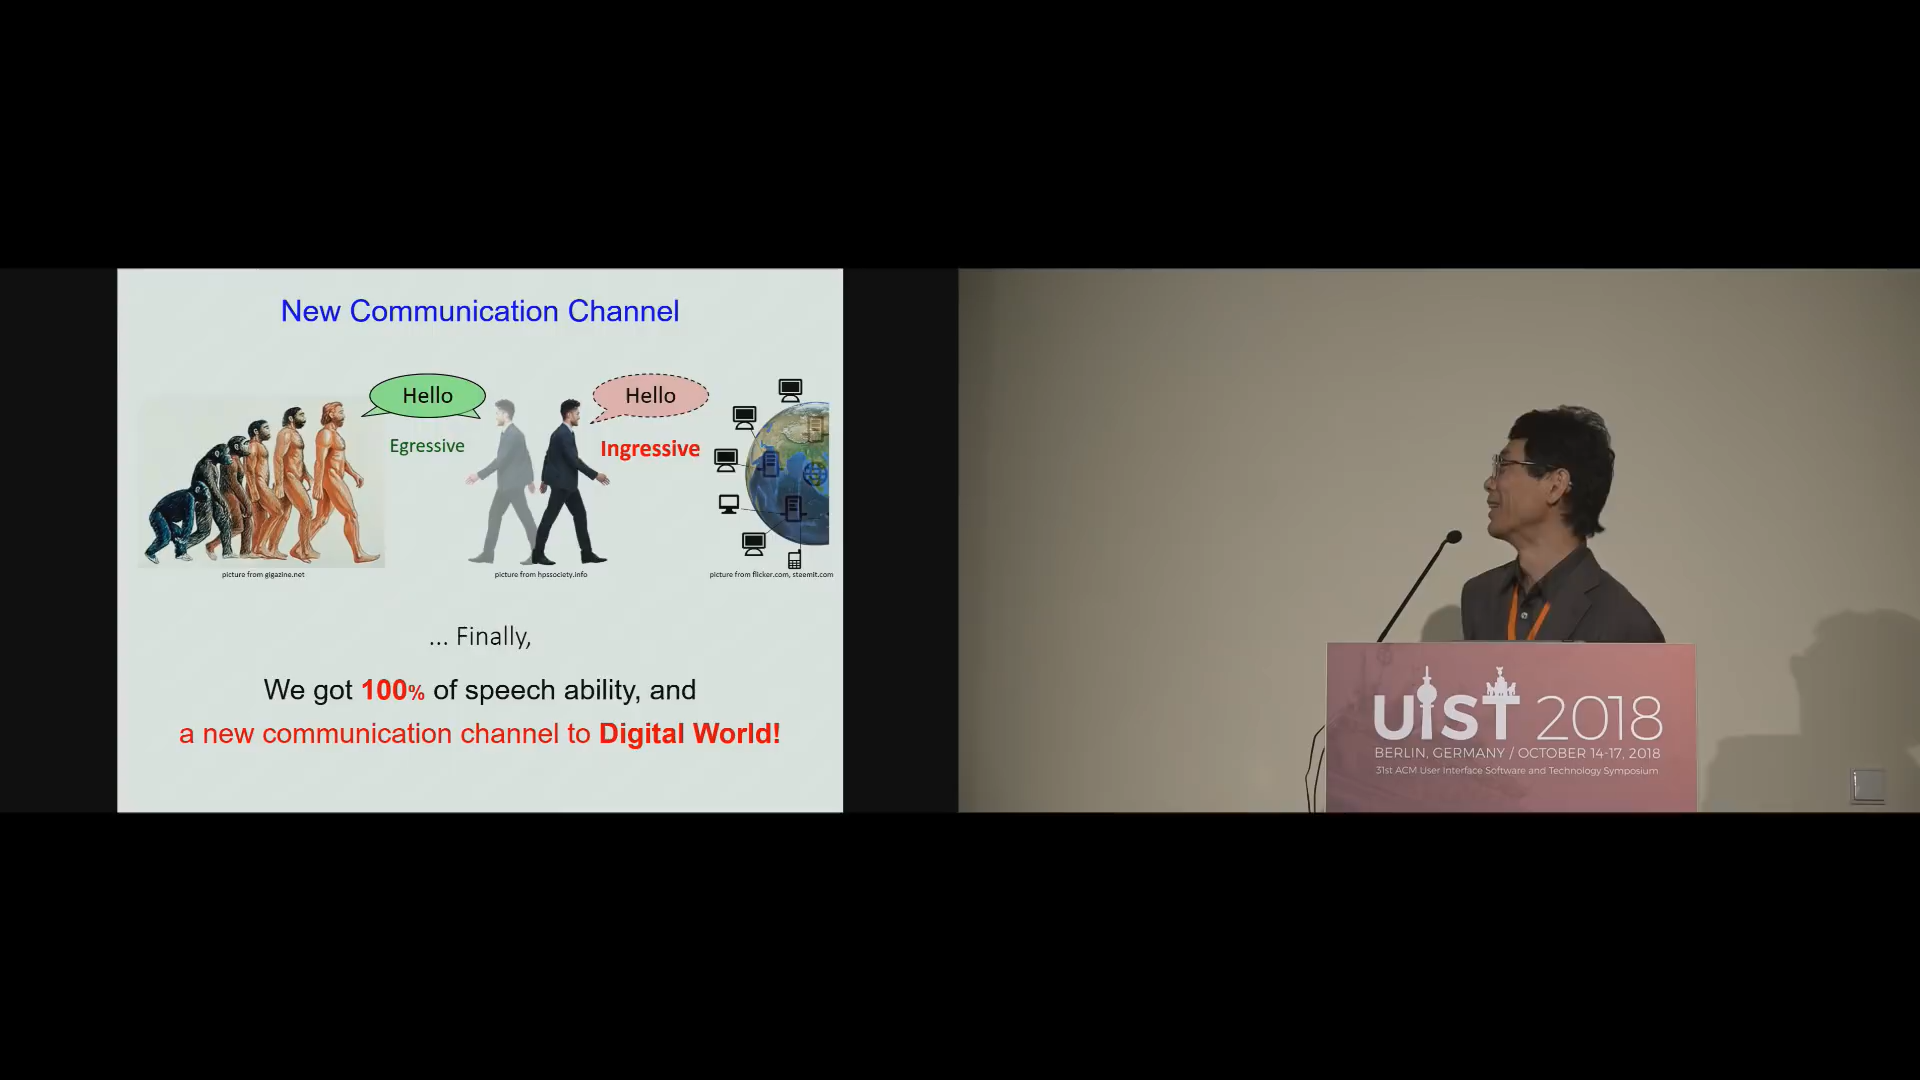 New Communication Channel
Hello
Hello
Egressive
Ingressive
picture from gigazine.net
picture from hpssociety.info
picture from flicker.com, steemit.com
... Finally,
We got 100% of speech ability, and
a new communication channel to Digital World!
UIST 2018
BERLIN, GERMANY / OCTOBER 14-17, 2018
31st ACM User Interface Software and Technology Symposium